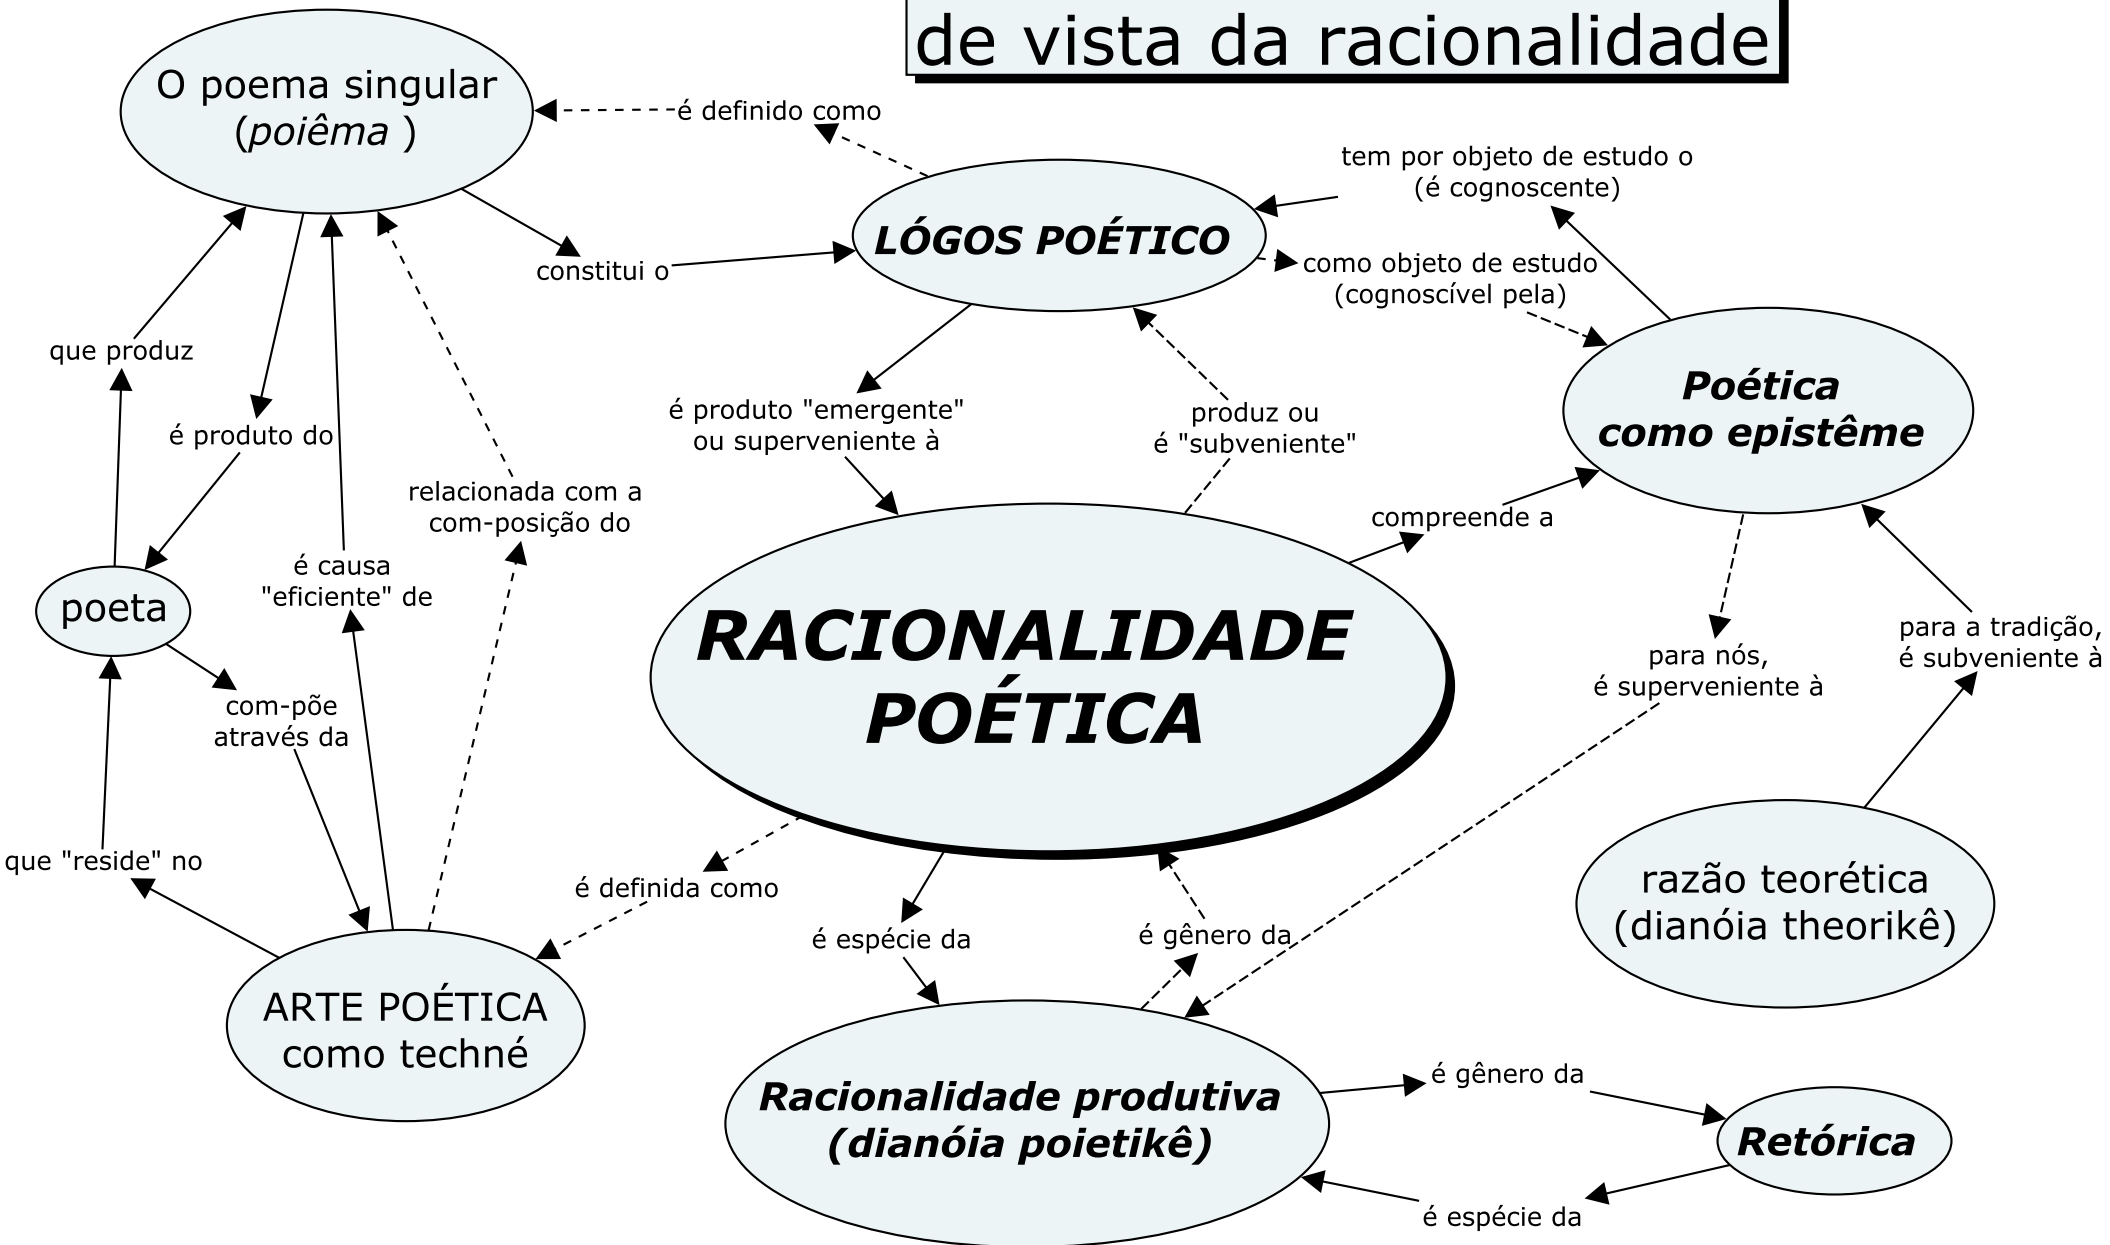 de vista da racionalidade
O poema singular
(poiêma )
é definido como
tem por objeto de estudo o
(é cognoscente)
LÓGOS POÉTICO
constitui o
como objeto de estudo
(cognoscível pela)
que produz
é produto do
é produto "emergente"
ou superveniente à
produz ou
é "subveniente"
Poética
como epistême
relacionada com a
com-posição do
compreende a
é causa
"eficiente" de
poeta
RACIONALIDADE
POÉTICA
para nós,
é superveniente à
para a tradição,
é subveniente à
com-põe
através da
que "reside" no
é definida como
é espécie da
é gênero da
razão teorética
(dianóia theorikê)
ARTE POÉTICA
como techné
Racionalidade produtiva
(dianóia poietikê)
é gênero da
Retórica
é espécie da